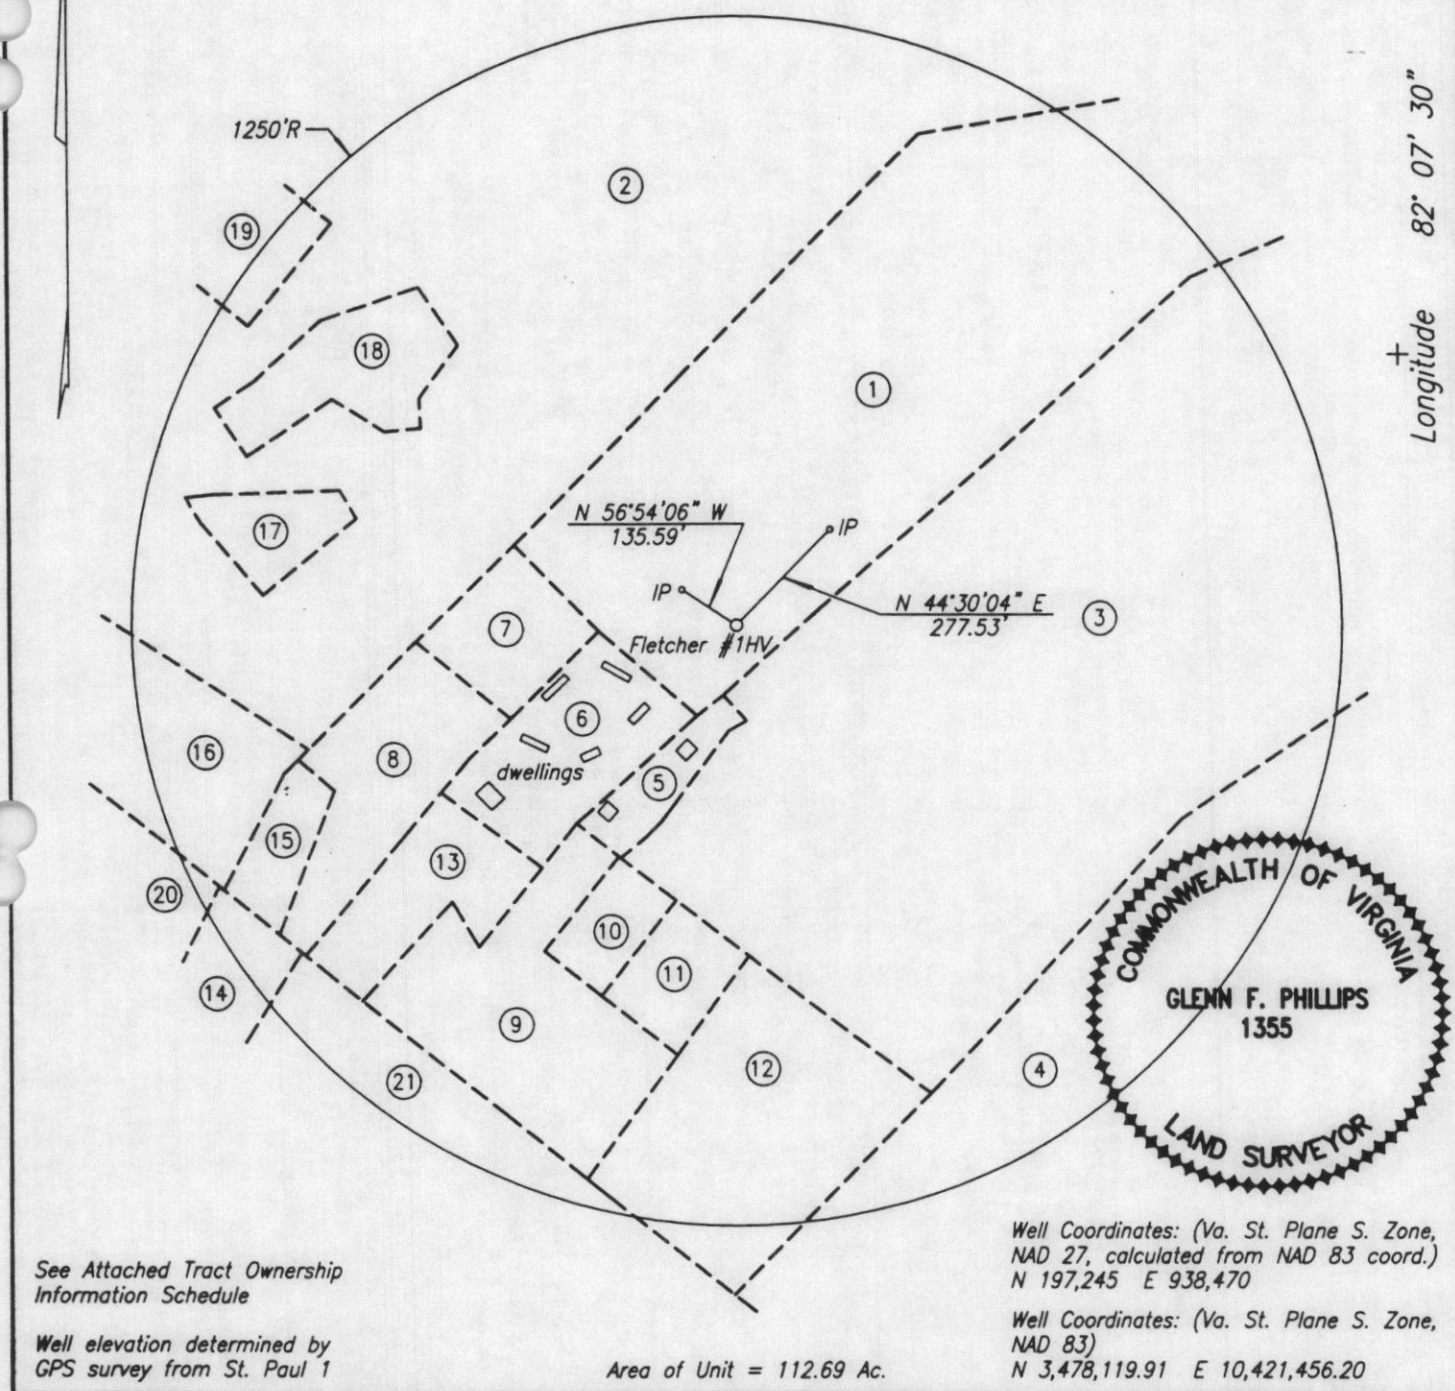 82° 07' 30"
Longitude
1250'R
2
19
18
1
17
N 56°54'06" W
135.59'
IP
IP
N 44°30'04" E
277.53'
3
Fletcher #1HV
7
6
16
8
dwellings
5
15
13
20
10
11
14
9
12
21
4
COMMONWEALTH OF VIRGINIA
GLENN F. PHILLIPS
1355
LAND SURVEYOR
See Attached Tract Ownership
Information Schedule
Well elevation determined by
GPS survey from St. Paul 1
Area of Unit = 112.69 Ac.
Well Coordinates: (Va. St. Plane S. Zone,
NAD 27, calculated from NAD 83 coord.)
N 197,245 E 938,470
Well Coordinates: (Va. St. Plane S. Zone,
NAD 83)
N 3,478,119.91 E 10,421,456.20